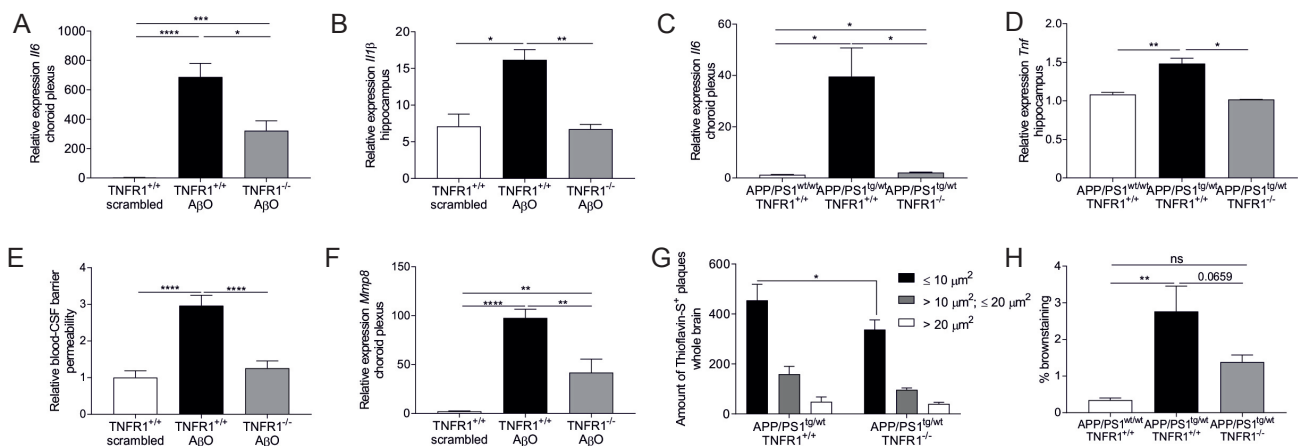 A
Relative expression Il6
choroid plexus
1000
800
600
400
200
0
***
****
*
TNFR1+/+
scrambled
TNFR1+/+
AβO
TNFR1-/-
AβO
B
Relative expression Il1β
hippocampus
20
15
10
5
0
*
**
TNFR1+/+
scrambled
TNFR1+/+
AβO
TNFR1-/-
AβO
C
Relative expression Il6
choroid plexus
60
40
20
0
*
*
*
APP/PS1wt/wt
TNFR1+/+
APP/PS1tg/wt
TNFR1+/+
APP/PS1tg/wt
TNFR1-/-
D
Relative expression Tnf
hippocampus
2.0
1.5
1.0
0.5
0
**
*
APP/PS1wt/wt
TNFR1+/+
APP/PS1tg/wt
TNFR1+/+
APP/PS1tg/wt
TNFR1-/-
E
Relative blood-CSF barrier
permeability
4
3
2
1
0
****
****
TNFR1+/+
scrambled
TNFR1+/+
AβO
TNFR1-/-
AβO
F
Relative expression Mmp8
choroid plexus
150
100
50
0
**
****
**
TNFR1+/+
scrambled
TNFR1+/+
AβO
TNFR1-/-
AβO
G
Amount of Thioflavin-S+ plaques
whole brain
600
400
200
0
*
≤ 10 μm2
> 10 μm2; ≤ 20 μm2
> 20 μm2
APP/PS1tg/wt
TNFR1+/+
APP/PS1tg/wt
TNFR1-/-
H
% brownstaining
4
3
2
1
0
ns
**
0.0659
APP/PS1wt/wt
TNFR1+/+
APP/PS1tg/wt
TNFR1+/+
APP/PS1tg/wt
TNFR1-/-